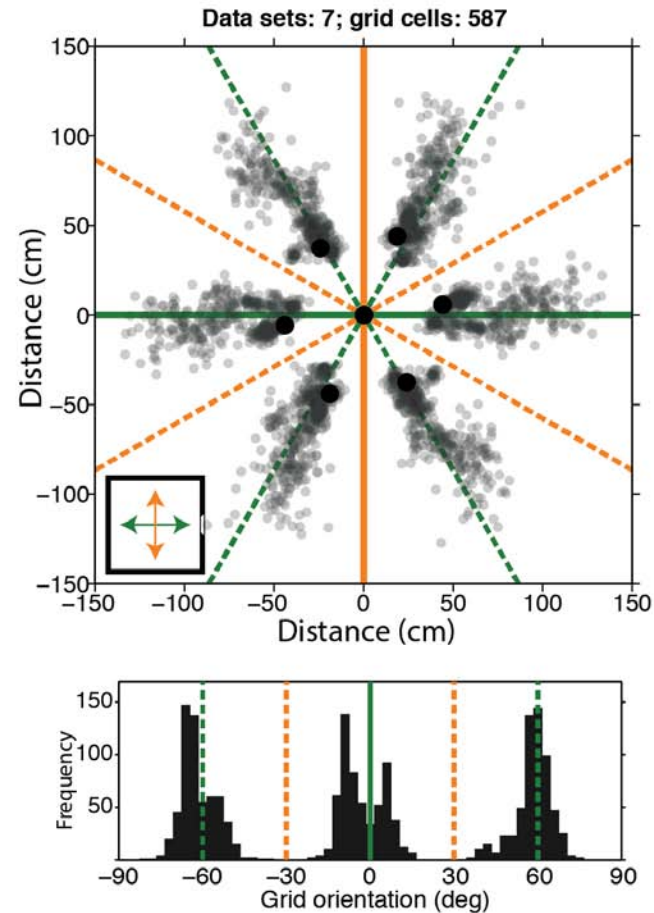 Data sets: 7; grid cells: 587
150
100
50
0
−50
−100
−150
Distance (cm)
−150 −100 −50 0 50 100 150
Distance (cm)
150
100
50
Frequency
−90 −60 −30 0 30 60 90
Grid orientation (deg)